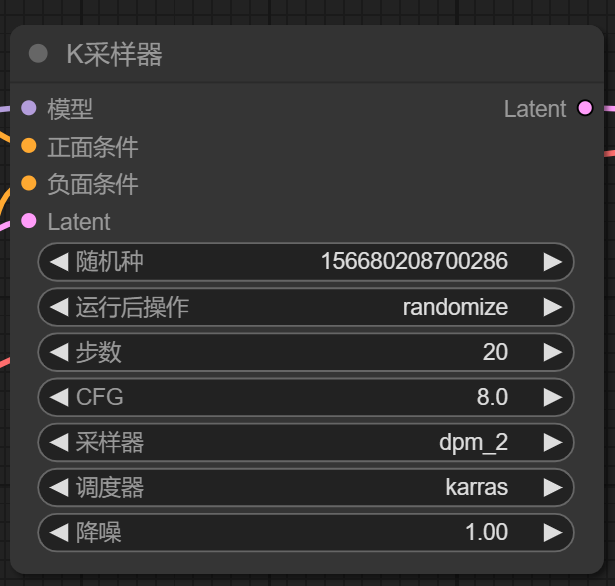 K采样器
模型 Latent
正面条件
负面条件
Latent
随机种 156680208700286
运行后操作 randomize
步数 20
CFG 8.0
采样器 dpm_2
调度器 karras
降噪 1.00